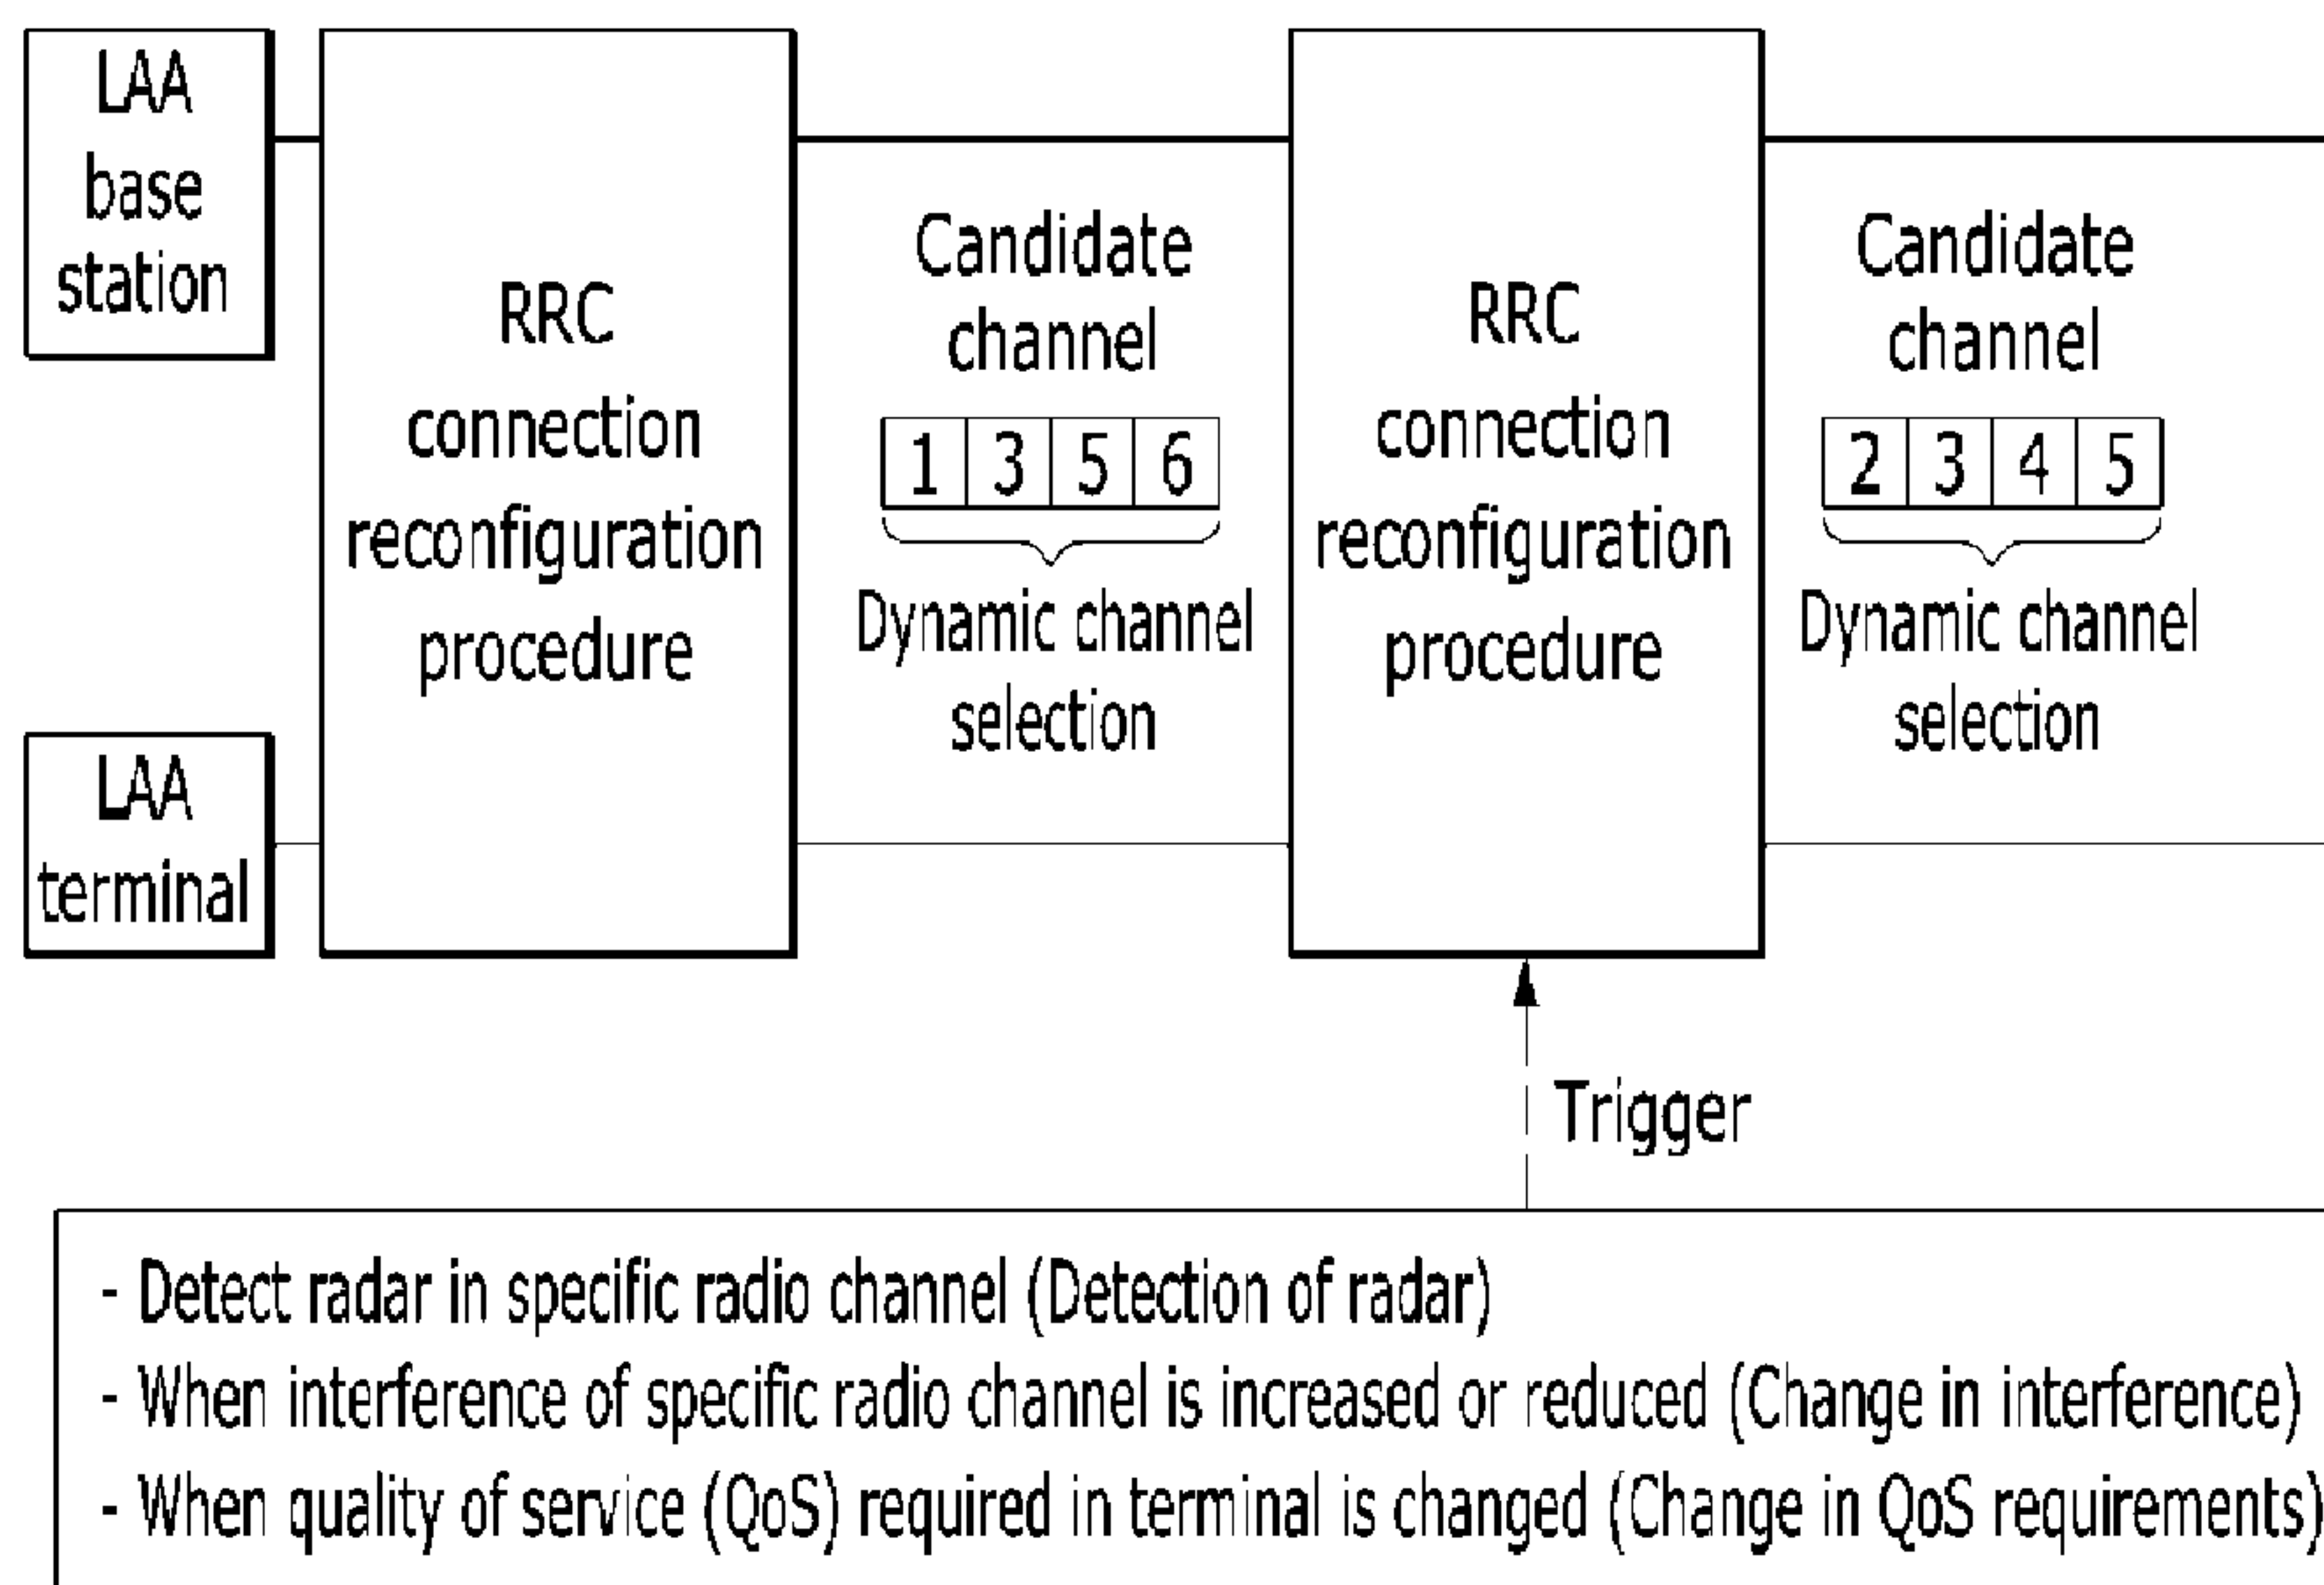 LAA
base
station
LAA
terminal
RRC
connection
reconfiguration
procedure
Candidate
channel
1 3 5 6
Dynamic channel
selection
RRC
connection
reconfiguration
procedure
Candidate
channel
2 3 4 5
Dynamic channel
selection
Trigger
- Detect radar in specific radio channel (Detection of radar)
- When interference of specific radio channel is increased or reduced (Change in interference)
- When quality of service (QoS) required in terminal is changed (Change in QoS requirements)